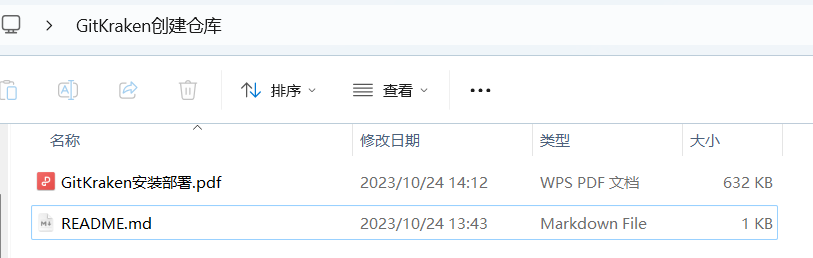 GitKraken创建仓库
排序 查看
名称 修改日期 类型 大小
GitKraken安装部署.pdf 2023/10/24 14:12 WPS PDF 文档 632 KB
README.md 2023/10/24 13:43 Markdown File 1 KB